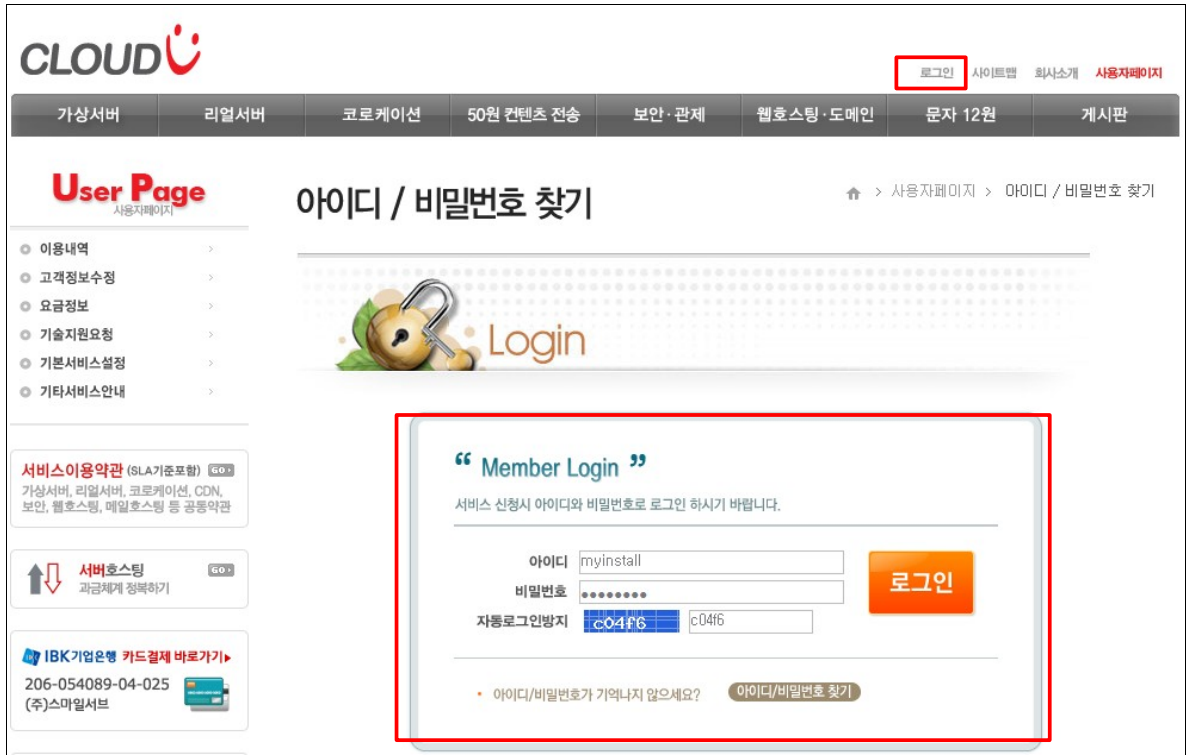 CLOUD
로그인 사이트맵 회사소개 사용자페이지
가상서버 리얼서버 코로케이션 50원 컨텐츠 전송 보안·관제 웹호스팅·도메인 문자 12원 게시판
User Page
사용자페이지
이용내역
고객정보수정
요금정보
기술지원요청
기본서비스설정
기타서비스안내
서비스이용약관 (SLA기준포함) GO
가상서버, 리얼서버, 코로케이션, CDN,
보안, 웹호스팅, 메일호스팅 등 공통약관
서버호스팅 GO
과금체계 정복하기
IBK기업은행 카드결제 바로가기
206-054089-04-025
(주)스마일서브
아이디 / 비밀번호 찾기
> 사용자페이지 > 아이디 / 비밀번호 찾기
Login
“ Member Login ”
서비스 신청시 아이디와 비밀번호로 로그인 하시기 바랍니다.
아이디 myinstall
비밀번호 ●●●●●●●●
로그인
자동로그인방지 c04f6 c04f6
• 아이디/비밀번호가 기억나지 않으세요? 아이디/비밀번호 찾기